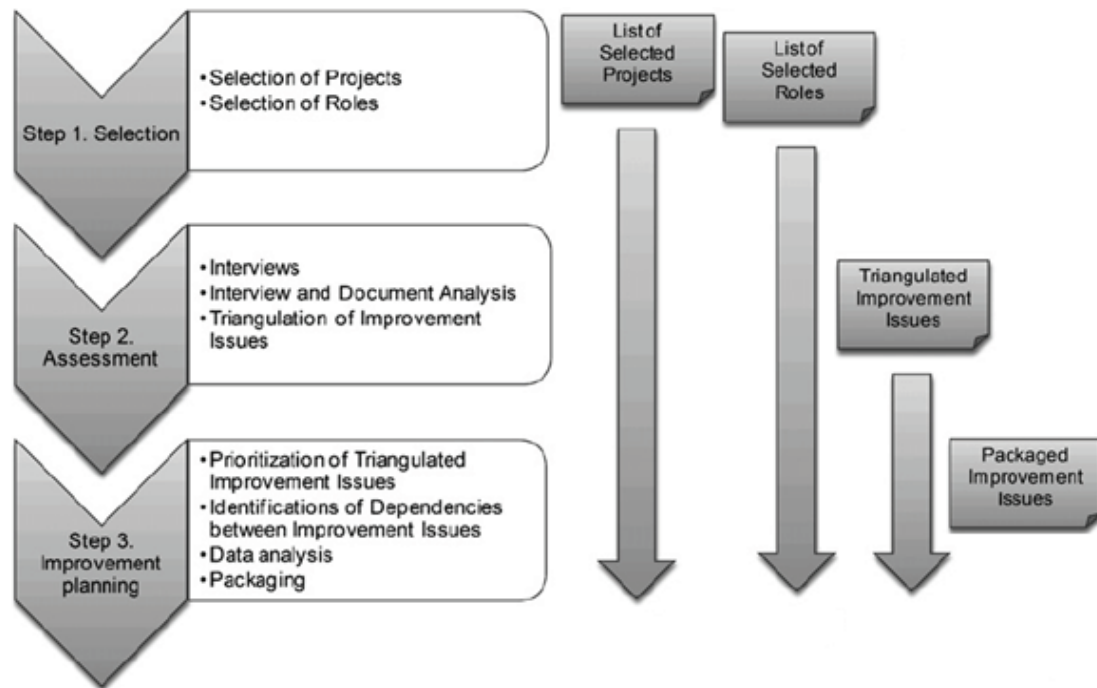 Step 1. Selection
•Selection of Projects
•Selection of Roles
List of
Selected
Projects
List of
Selected
Roles
Step 2.
Assessment
•Interviews
•Interview and Document Analysis
•Triangulation of Improvement
Issues
Triangulated
Improvement
Issues
Step 3.
Improvement
planning
•Prioritization of Triangulated
Improvement Issues
•Identifications of Dependencies
between Improvement Issues
•Data analysis
•Packaging
Packaged
Improvement
Issues